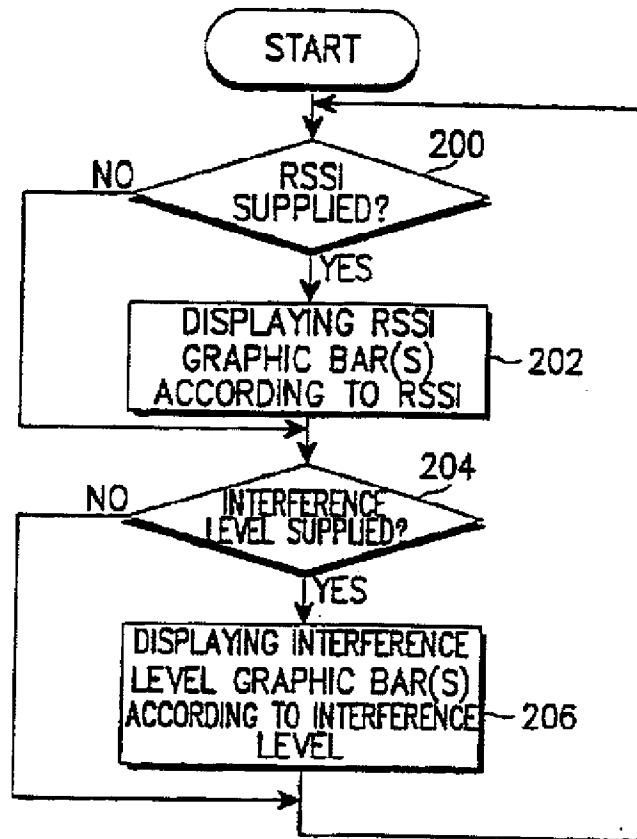 START
200
NO
RSSI
SUPPLIED?
YES
DISPLAYING RSSI
GRAPHIC BAR(S)
ACCORDING TO RSSI
202
204
NO
INTERFERENCE
LEVEL SUPPLIED?
YES
DISPLAYING INTERFERENCE
LEVEL GRAPHIC BAR(S)
ACCORDING TO INTERFERENCE
LEVEL
206